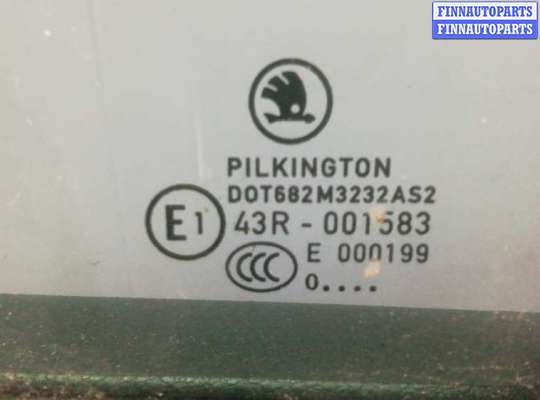 FINNAUTOPARTS
FINNAUTOPARTS
PILKINGTON
DOT682M3232AS2
E1 43R - 001583
CCC E 000199
0....